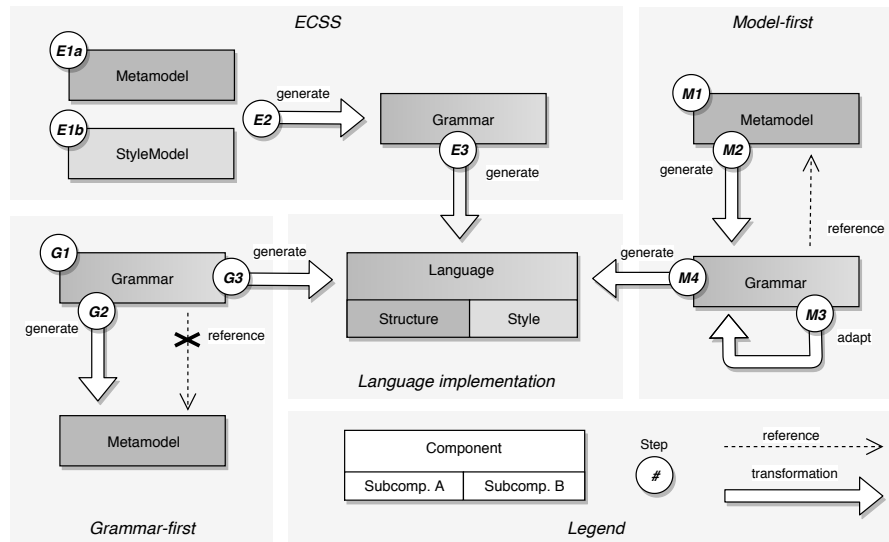 ECSS
E1a
Metamodel
E1b
StyleModel
E2
generate
Grammar
E3
generate
Model-first
M1
Metamodel
M2
generate
reference
M4
generate
Grammar
M3
adapt
G1
Grammar
G3
generate
G2
generate
reference
Metamodel
Grammar-first
Language
Structure
Style
Language implementation
Component
Subcomp. A
Subcomp. B
Step
#
reference
transformation
Legend